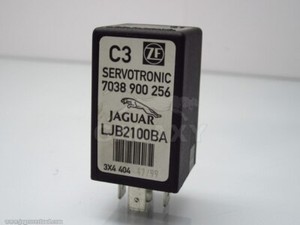 C3 ZF
SERVOTRONIC
7038 900 256
JAGUAR
LJB2100BA
3X4 404